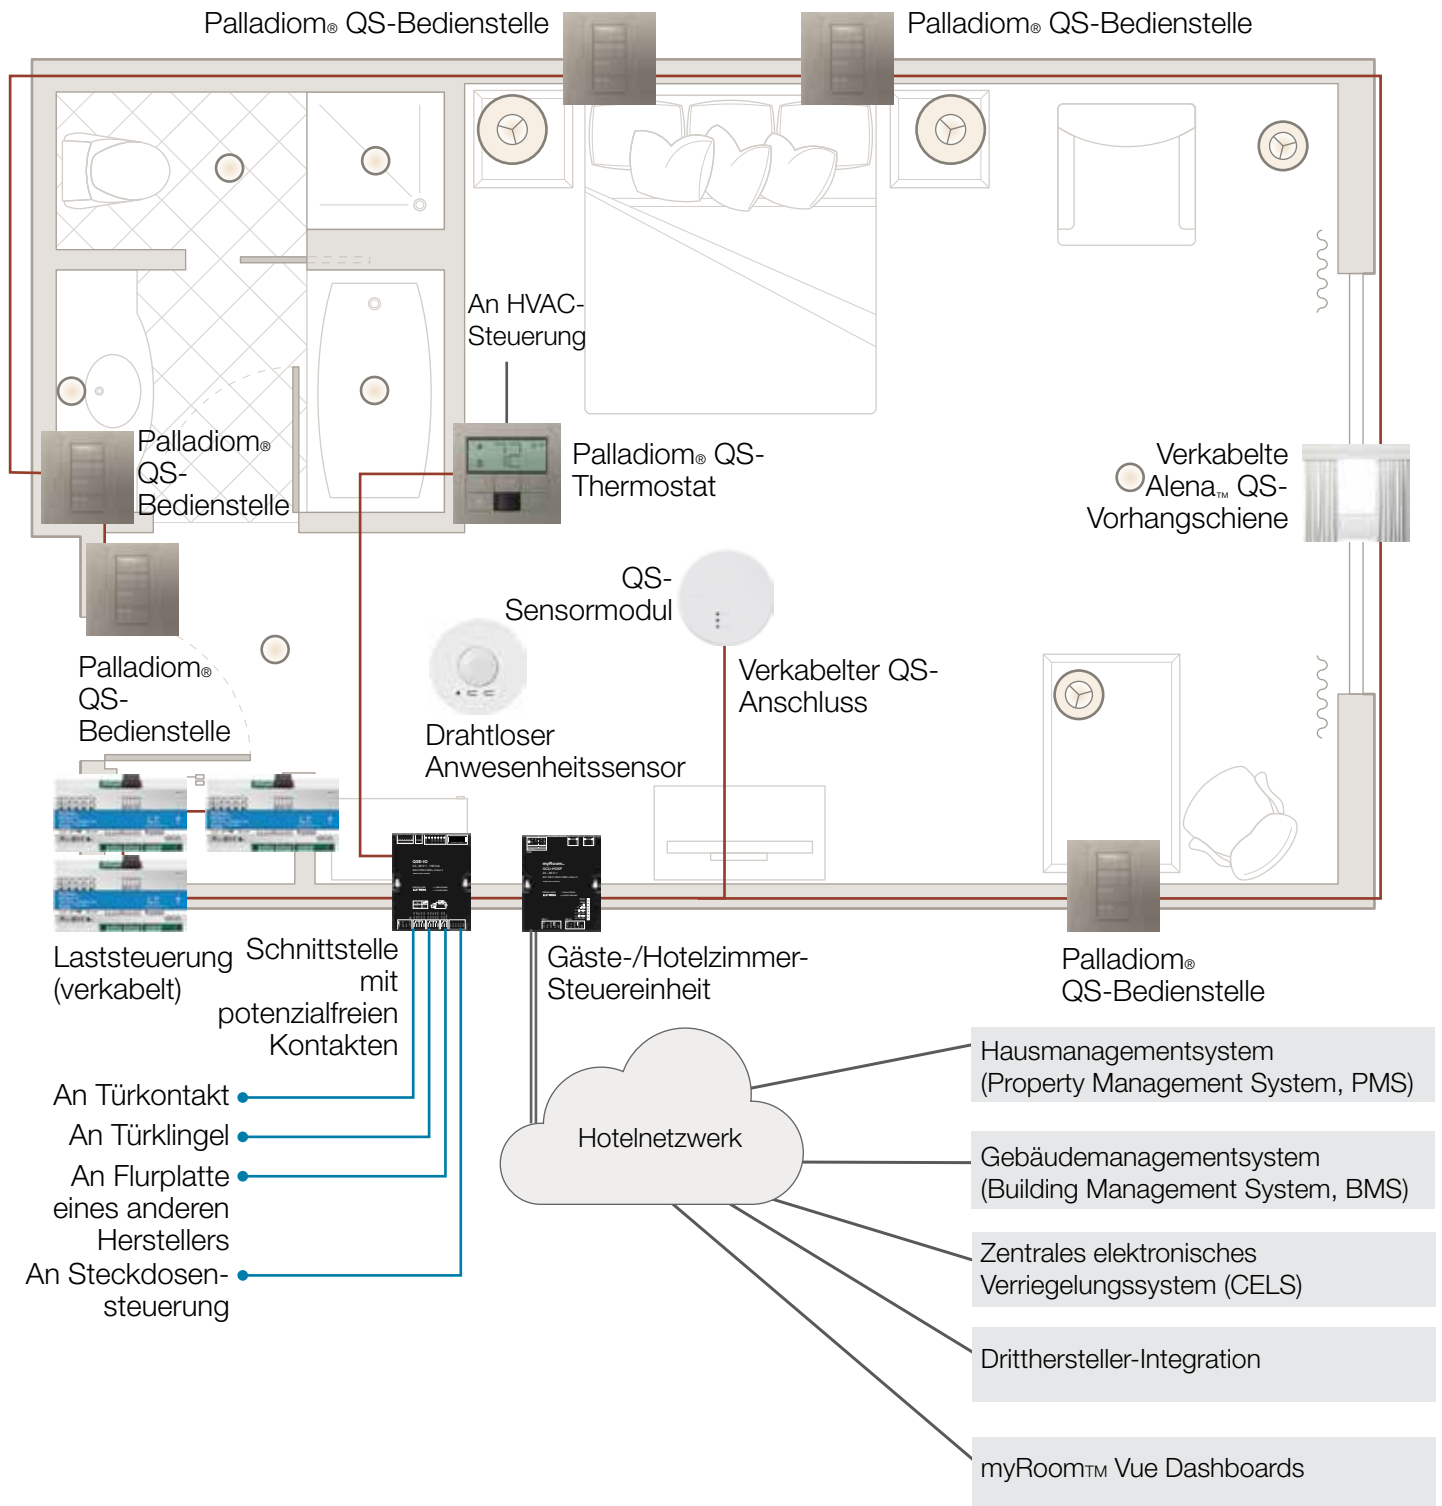 Palladiom® QS-Bedienstelle
Palladiom® QS-Bedienstelle
An HVAC-
Steuerung
Palladiom®
QS-
Bedienstelle
Palladiom® QS-
Thermostat
Verkabelte
Alena™ QS-
Vorhangschiene
QS-
Sensormodul
Palladiom®
QS-
Bedienstelle
Verkabelter QS-
Anschluss
Drahtloser
Anwesenheitssensor
QSE-IO
myRoom™
Laststeuerung
(verkabelt)
Schnittstelle
mit
potenzialfreien
Kontakten
Gäste-/Hotelzimmer-
Steuereinheit
Palladiom®
QS-Bedienstelle
An Türkontakt
An Türklingel
An Flurplatte
eines anderen
Herstellers
An Steckdosen-
steuerung
Hotelnetzwerk
Hausmanagementsystem
(Property Management System, PMS)
Gebäudemanagementsystem
(Building Management System, BMS)
Zentrales elektronisches
Verriegelungssystem (CELS)
Dritthersteller-Integration
myRoom™ Vue Dashboards